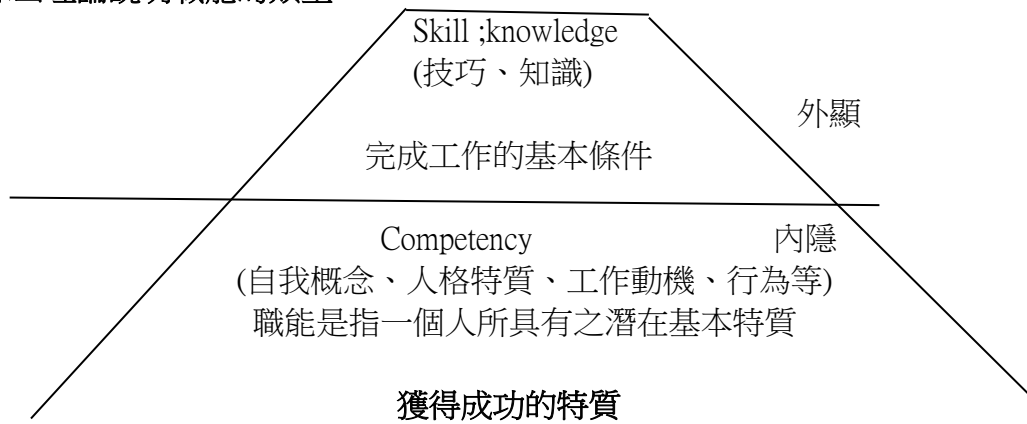 Skill ;knowledge
(技巧、知識)
外顯
完成工作的基本條件
Competency 內隱
(自我概念、人格特質、工作動機、行為等)
職能是指一個人所具有之潛在基本特質
獲得成功的特質